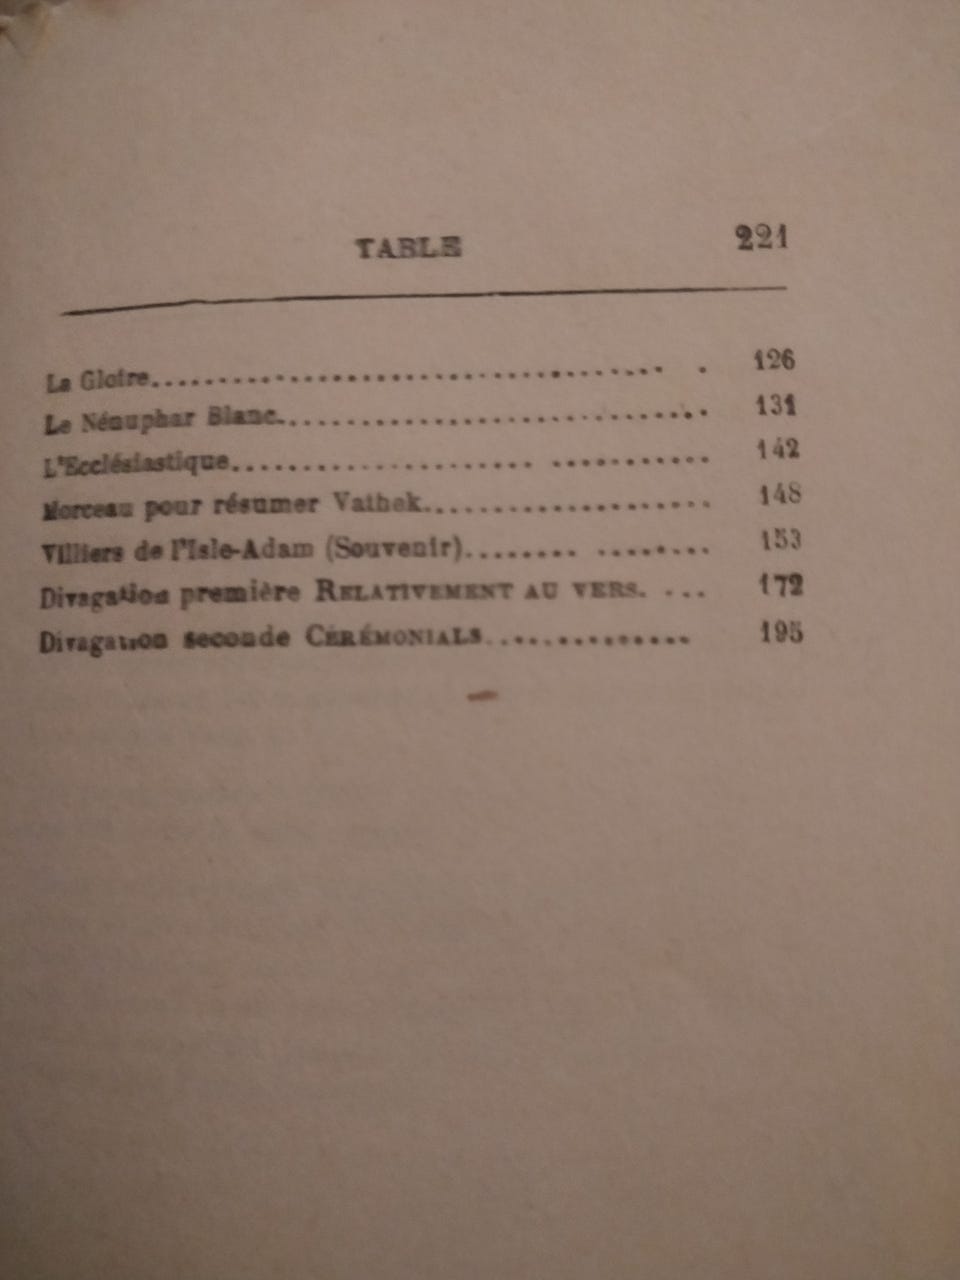 TABLE 221
La Gloire............................................ . 126
Le Nénuphar Blanc................................ 131
L'Ecclésiastique...................... ........... 142
Morceau pour résumer Vathek..................... 148
Villiers de l'Isle-Adam (Souvenir)........ ........ 153
Divagation première RELATIVEMENT AU VERS. ... 172
Divagation seconde CÉRÉMONIALS............... 195